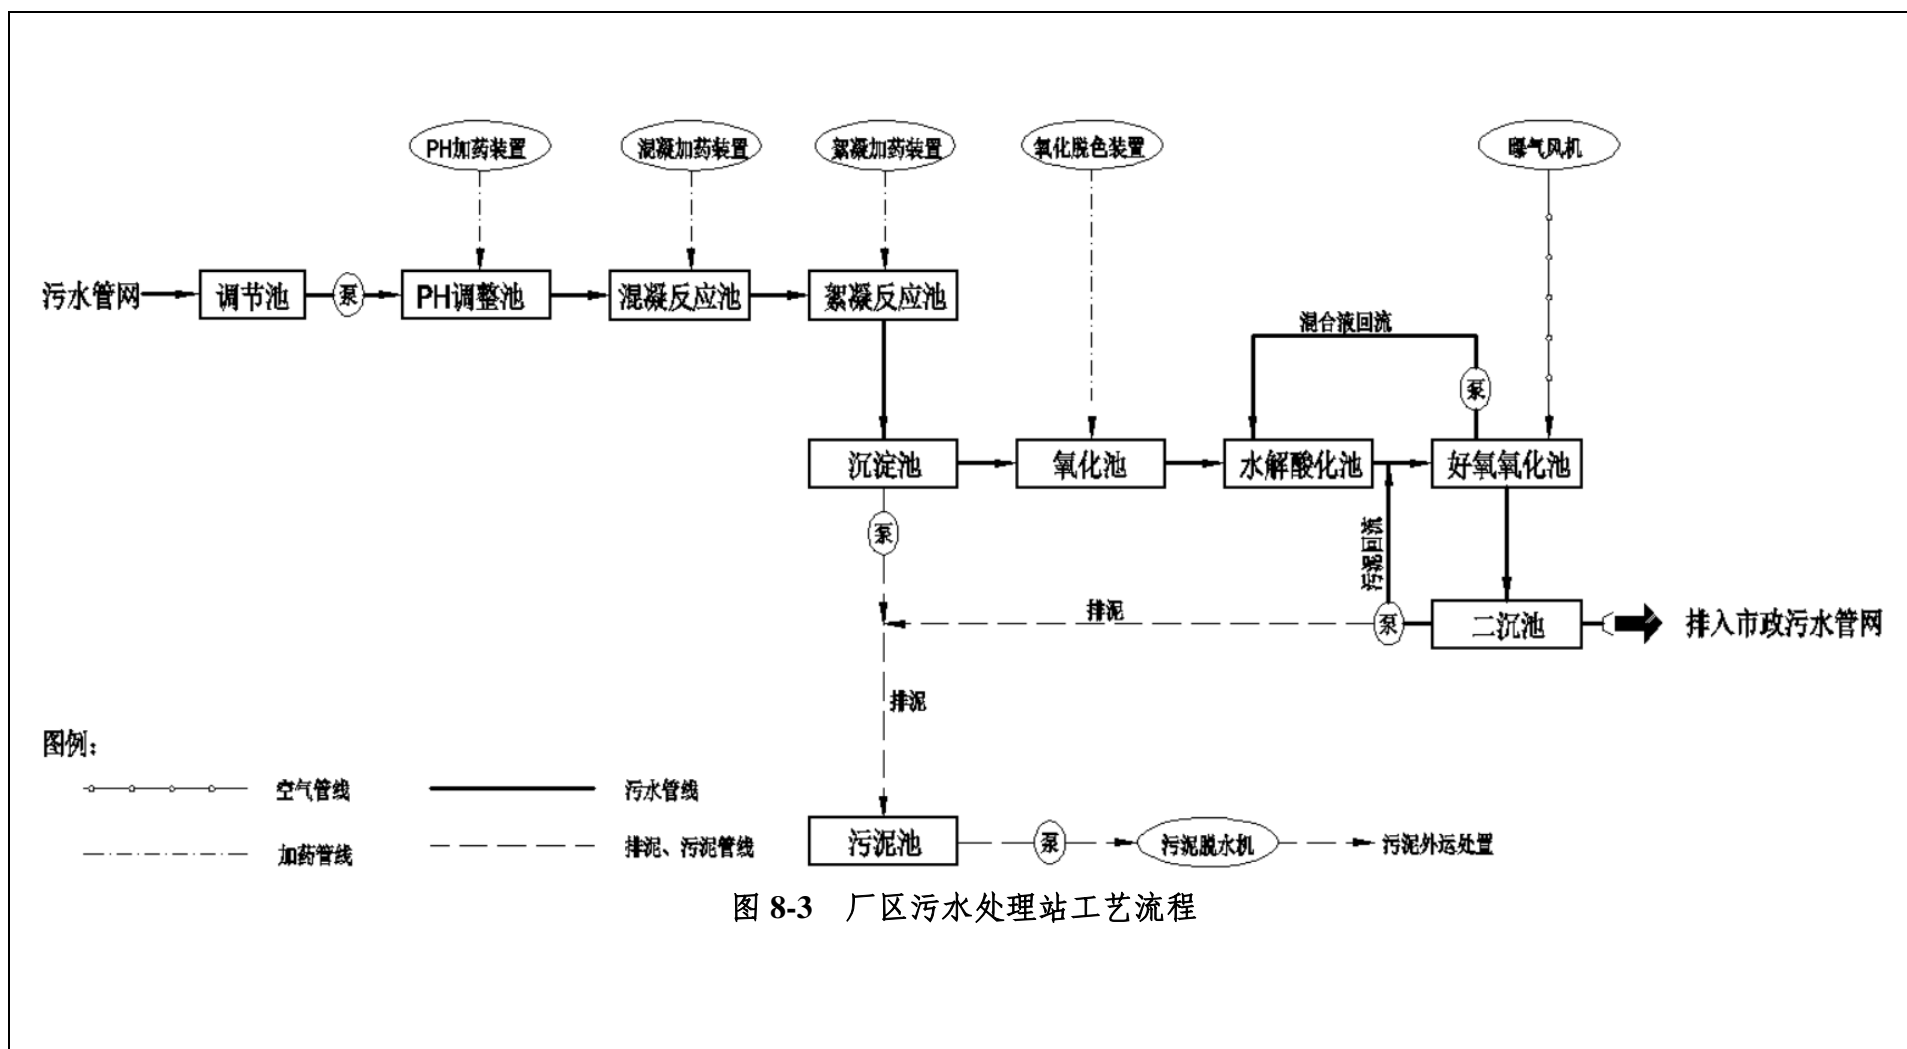 PH加药装置
混凝加药装置
絮凝加药装置
氧化脱色装置
曝气风机
污水管网
调节池
泵
PH调整池
混凝反应池
絮凝反应池
混合液回流
泵
沉淀池
氧化池
水解酸化池
好氧氧化池
泵
污泥回流
排泥
泵
二沉池
排入市政污水管网
排泥
图例：
空气管线
污水管线
加药管线
排泥、污泥管线
污泥池
泵
污泥脱水机
污泥外运处置
图 8-3 厂区污水处理站工艺流程